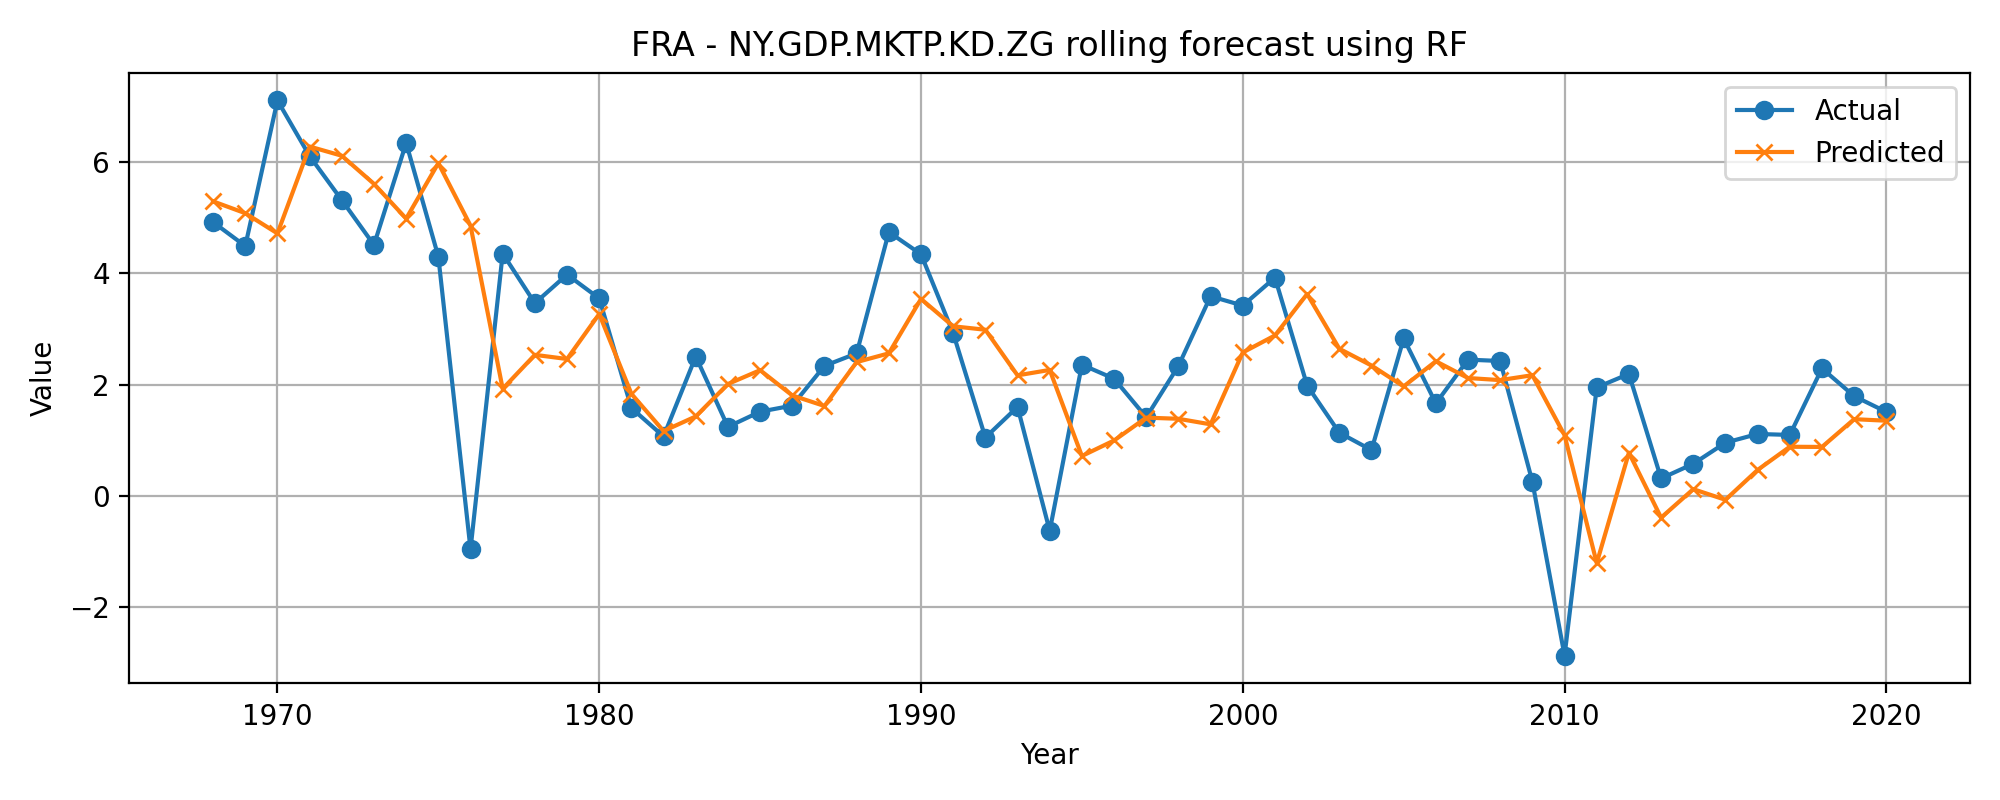 FRA - NY.GDP.MKTP.KD.ZG rolling forecast using RF
Actual
Predicted
6
4
2
0
−2
Value
1970 1980 1990 2000 2010 2020
Year